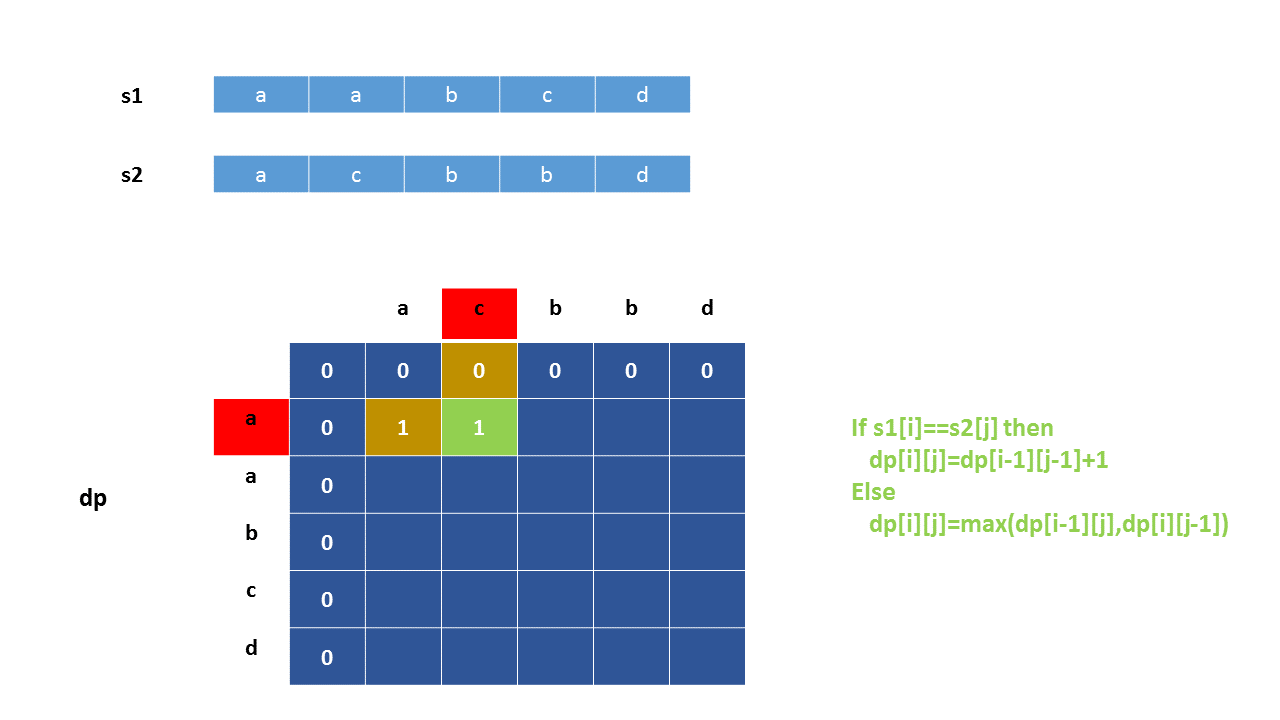 s1 a a b c d
s2 a c b b d
a c b b d
0 0 0 0 0 0
a 0 1 1
a 0
dp
b 0
c 0
d 0
If s1[i]==s2[j] then
dp[i][j]=dp[i-1][j-1]+1
Else
dp[i][j]=max(dp[i-1][j],dp[i][j-1])